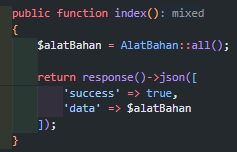 public function index(): mixed
{
    $alatBahan = AlatBahan::all();

    return response()->json([
        'success' => true,
        'data' => $alatBahan
    ]);
}